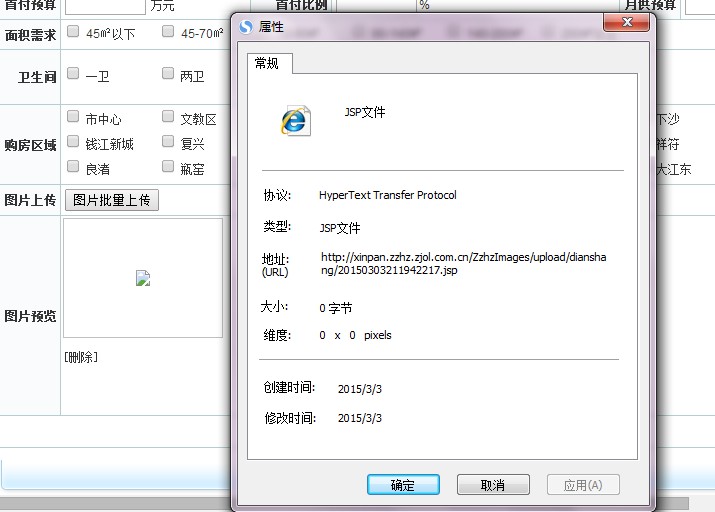 首付预算 万元 首付比例 % 月供预算
面积需求 45㎡以下 45-70㎡
卫生间 一卫 两卫
购房区域 市中心 文教区 下沙
钱江新城 复兴 祥符
良渚 瓶窑 大江东
图片上传 图片批量上传
图片预览
[删除]
属性
常规
JSP文件
协议: HyperText Transfer Protocol
类型: JSP文件
地址: http://xinpan.zzhz.zjol.com.cn/ZzhzImages/upload/diansha
(URL) ng/20150303211942217.jsp
大小: 0 字节
维度: 0 x 0 pixels
创建时间: 2015/3/3
修改时间: 2015/3/3
确定 取消 应用(A)